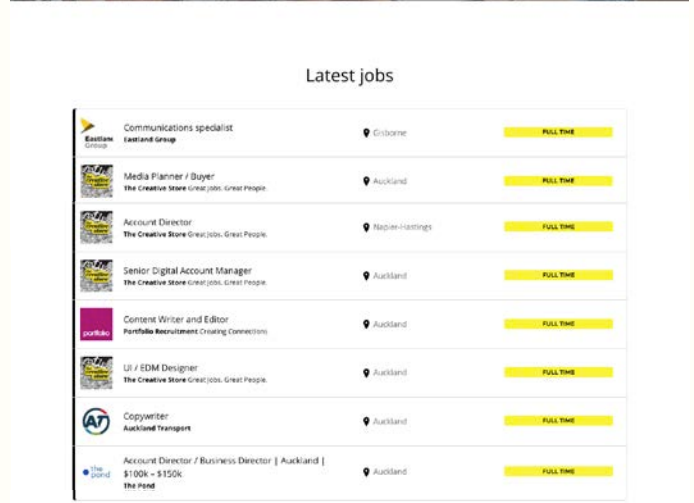 Latest jobs
Eastland
Group
Communications specialist
Eastland Group
Gisborne
FULL TIME
Media Planner / Buyer
The Creative Store Great Jobs. Great People.
Auckland
FULL TIME
Account Director
The Creative Store Great Jobs. Great People.
Napier-Hastings
FULL TIME
Senior Digital Account Manager
The Creative Store Great Jobs. Great People.
Auckland
FULL TIME
portfolio
Content Writer and Editor
Portfolio Recruitment Creating Connections
Auckland
FULL TIME
UI / EDM Designer
The Creative Store Great Jobs. Great People.
Auckland
FULL TIME
AT
Copywriter
Auckland Transport
Auckland
FULL TIME
the
pond
Account Director / Business Director | Auckland |
$100k – $150k
The Pond
Auckland
FULL TIME